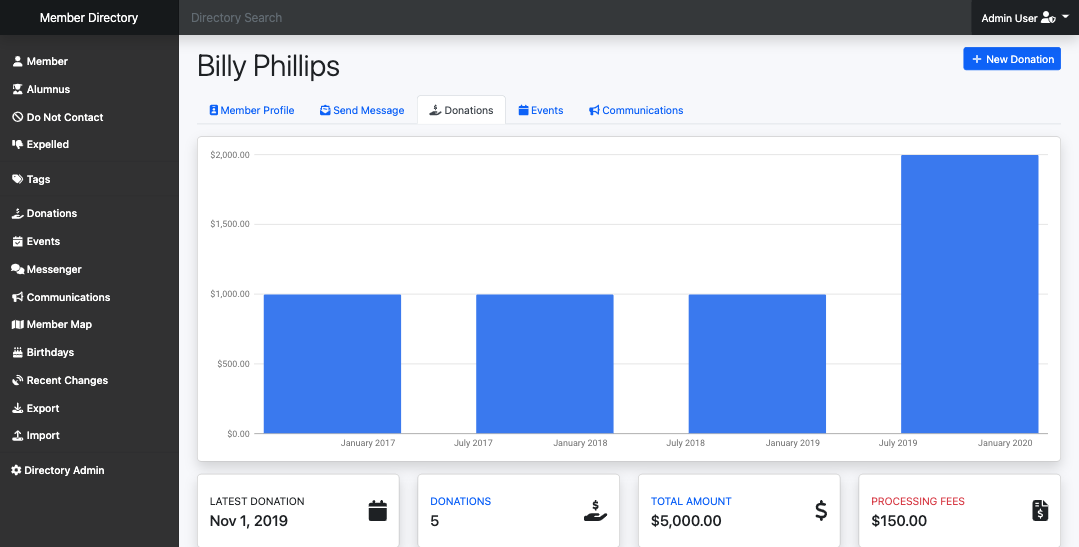 Member Directory
Directory Search
Admin User
Member
Alumnus
Do Not Contact
Expelled
Tags
Donations
Events
Messenger
Communications
Member Map
Birthdays
Recent Changes
Export
Import
Directory Admin
Billy Phillips
+ New Donation
Member Profile Send Message Donations Events Communications
$2,000.00
$1,500.00
$1,000.00
$500.00
$0.00
January 2017 July 2017 January 2018 July 2018 January 2019 July 2019 January 2020
LATEST DONATION
Nov 1, 2019
DONATIONS
5
TOTAL AMOUNT
$5,000.00
PROCESSING FEES
$150.00